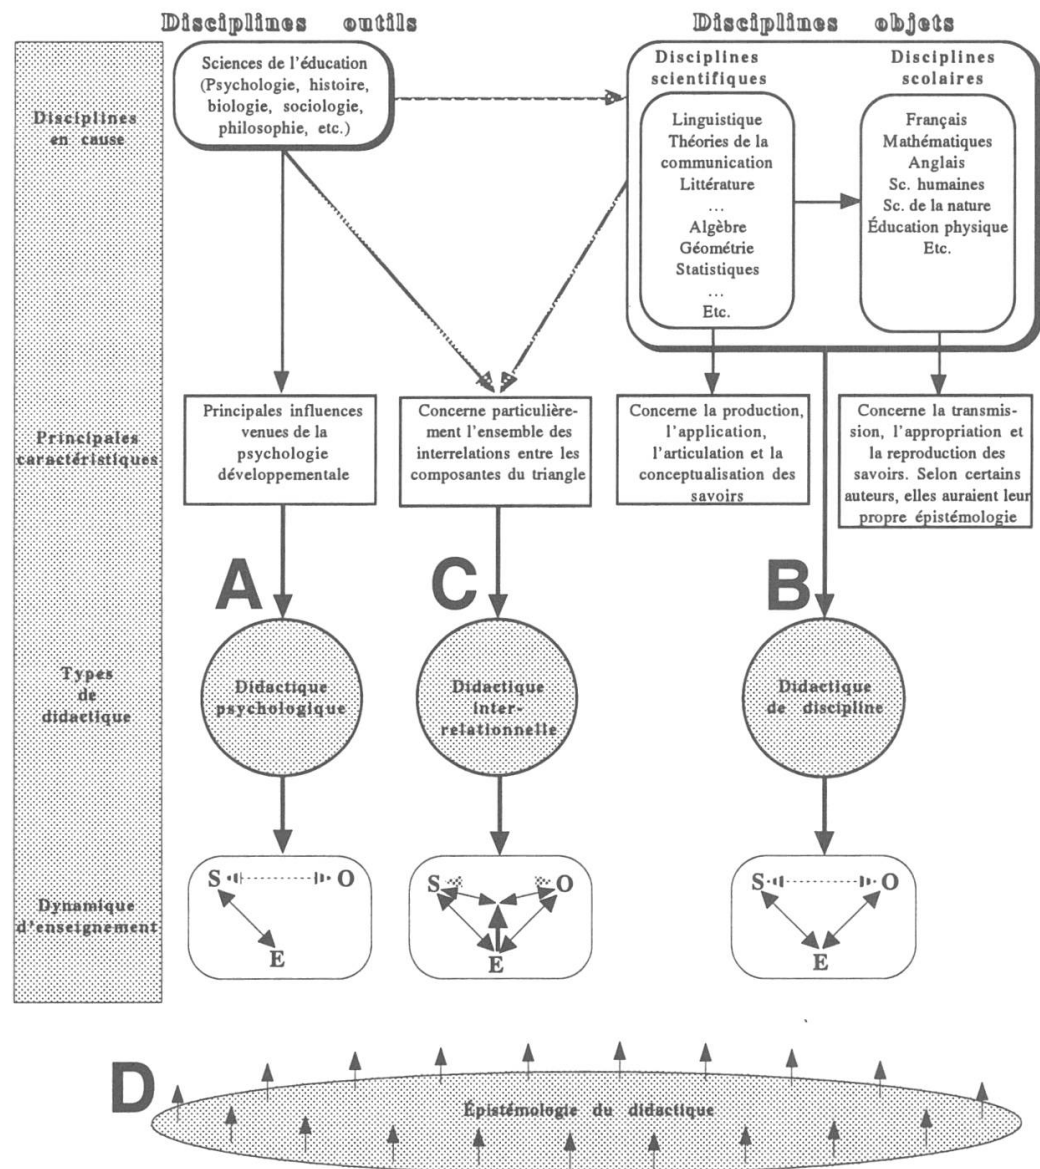 Disciplines outils
Disciplines objets
Disciplines
en cause
Sciences de l'éducation
(Psychologie, histoire,
biologie, sociologie,
philosophie, etc.)
Disciplines
scientifiques
Linguistique
Théories de la
communication
Littérature
...
Algèbre
Géométrie
Statistiques
...
Etc.
Disciplines
scolaires
Français
Mathématiques
Anglais
Sc. humaines
Sc. de la nature
Éducation physique
Etc.
Principales
caractéristiques
Principales influences
venues de la
psychologie
développementale
Concerne particulière-
ment l'ensemble des
interrelations entre les
composantes du triangle
Concerne la production,
l'application,
l'articulation et la
conceptualisation des
savoirs
Concerne la transmis-
sion, l'appropriation et
la reproduction des
savoirs. Selon certains
auteurs, elles auraient leur
propre épistémologie
A
C
B
Types
de
didactique
Didactique
psychologique
Didactique
inter-
relationnelle
Didactique
de discipline
Dynamique
d'enseignement
S O
E
S O
E
S O
E
D
Épistémologie du didactique